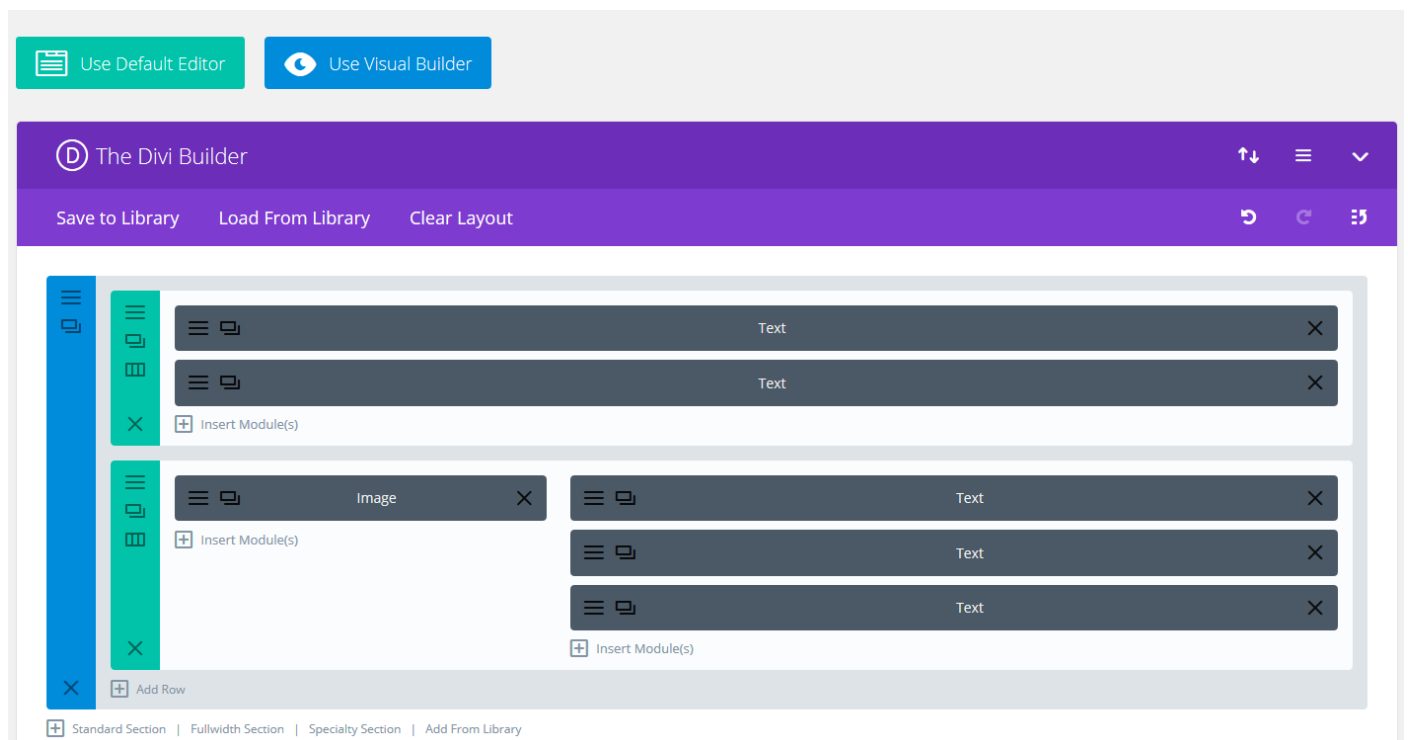 Use Default Editor Use Visual Builder
D The Divi Builder
Save to Library Load From Library Clear Layout
Text
Text
Insert Module(s)
Image Text
Insert Module(s)
Text
Text
Insert Module(s)
Add Row
Standard Section | Fullwidth Section | Specialty Section | Add From Library